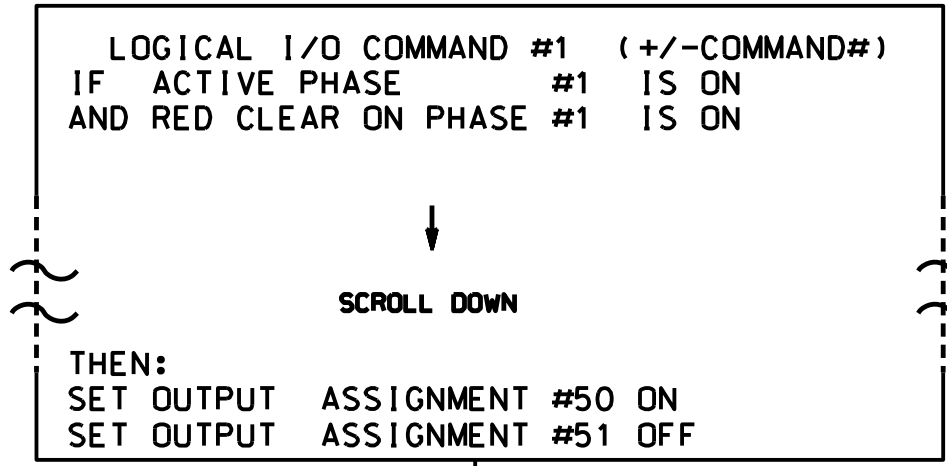 LOGICAL I/O COMMAND #1 (+/-COMMAND#)
IF ACTIVE PHASE #1 IS ON
AND RED CLEAR ON PHASE #1 IS ON
SCROLL DOWN
THEN:
SET OUTPUT ASSIGNMENT #50 ON
SET OUTPUT ASSIGNMENT #51 OFF